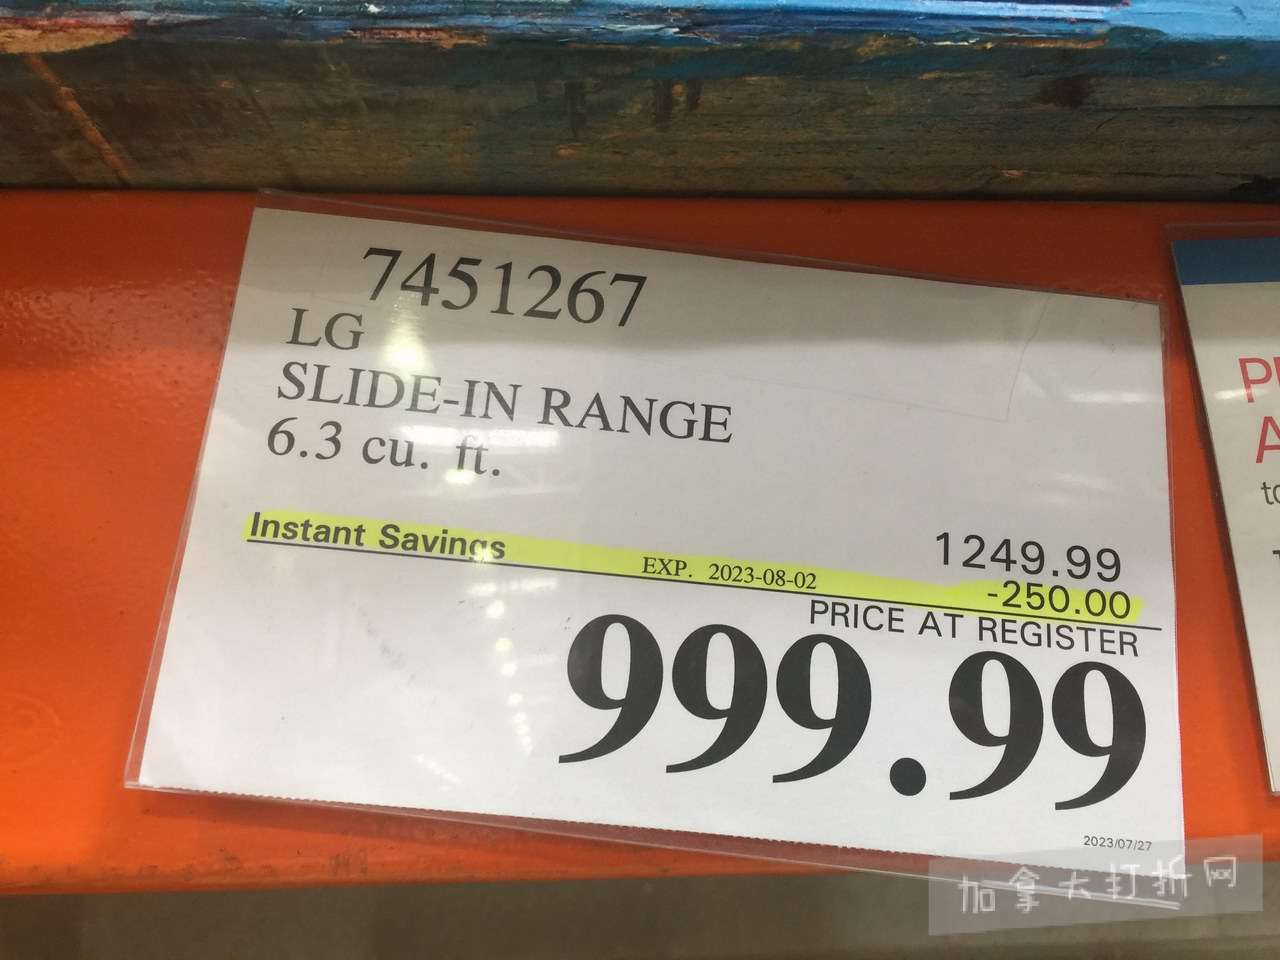 7451267
LG
SLIDE-IN RANGE
6.3 cu. ft.
1249.99
Instant Savings EXP. 2023-08-02 -250.00
PRICE AT REGISTER
999.99
2023/07/27
加拿大打折网